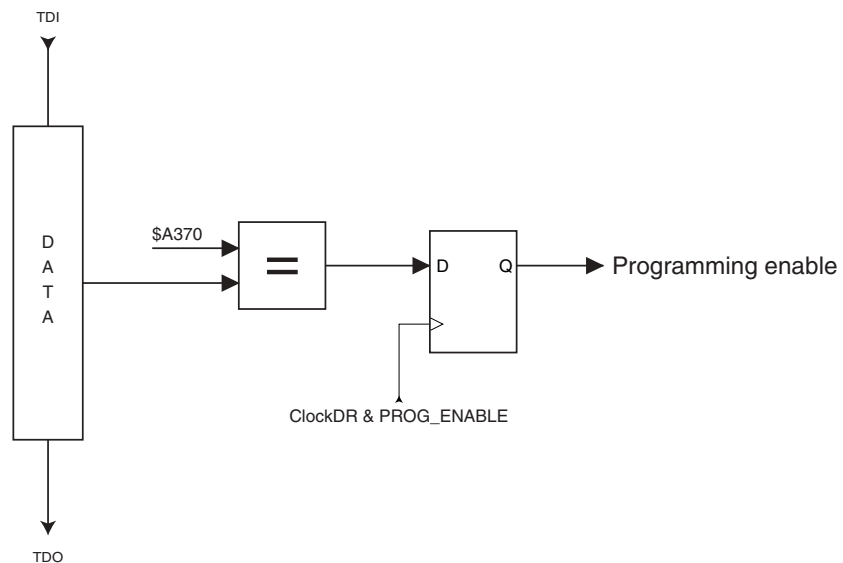 TDI
D
A
T
A
$A370
=
D
Q
Programming enable
ClockDR & PROG_ENABLE
TDO